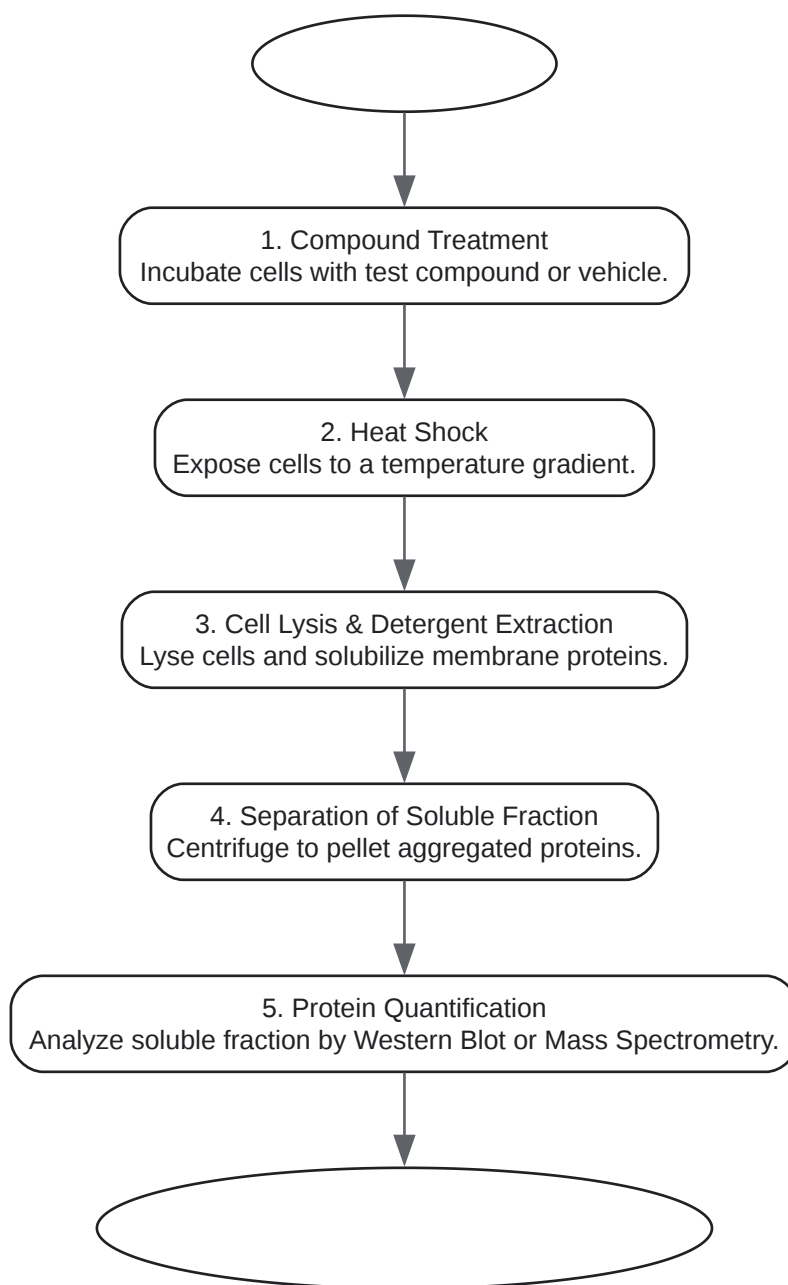 1. Compound Treatment
Incubate cells with test compound or vehicle.
2. Heat Shock
Expose cells to a temperature gradient.
3. Cell Lysis & Detergent Extraction
Lyse cells and solubilize membrane proteins.
4. Separation of Soluble Fraction
Centrifuge to pellet aggregated proteins.
5. Protein Quantification
Analyze soluble fraction by Western Blot or Mass Spectrometry.